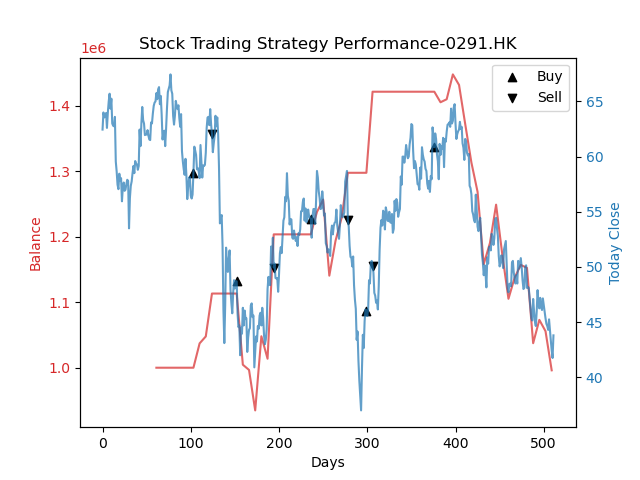 Stock Trading Strategy Performance-0291.HK
1e6
Buy
Sell
1.4
1.3
1.2
1.1
1.0
Balance
65
60
55
50
45
40
Today Close
0 100 200 300 400 500
Days